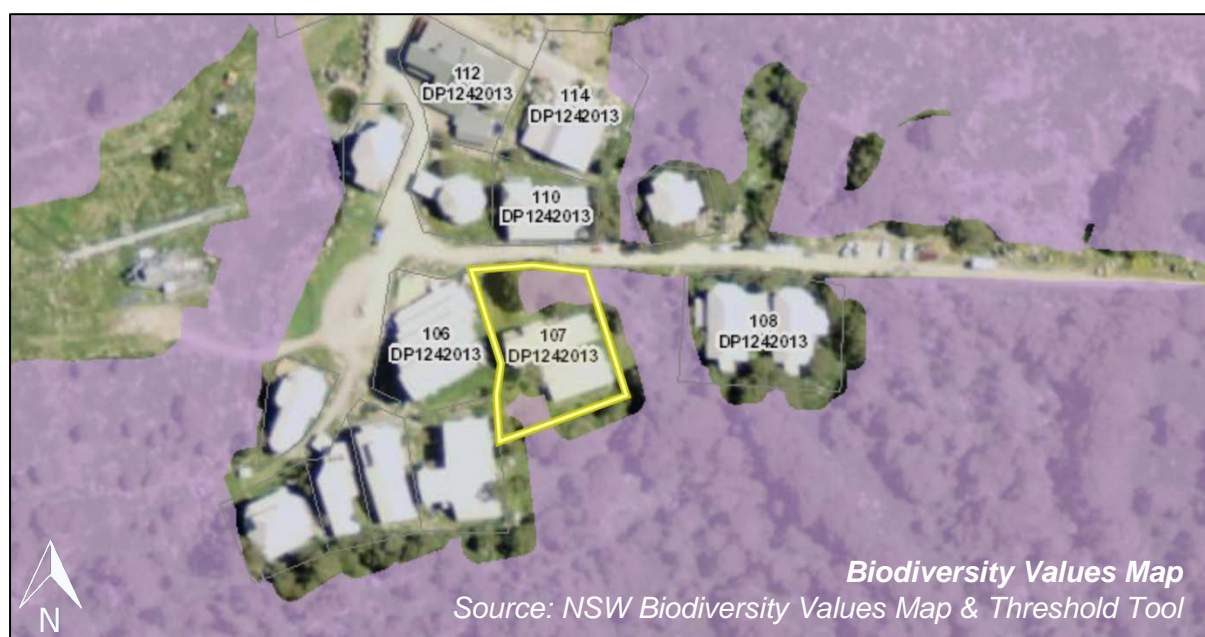 112
DP1242013
114
DP1242013
110
DP1242013
106
DP1242013
107
DP1242013
108
DP1242013
Biodiversity Values Map
Source: NSW Biodiversity Values Map & Threshold Tool
N